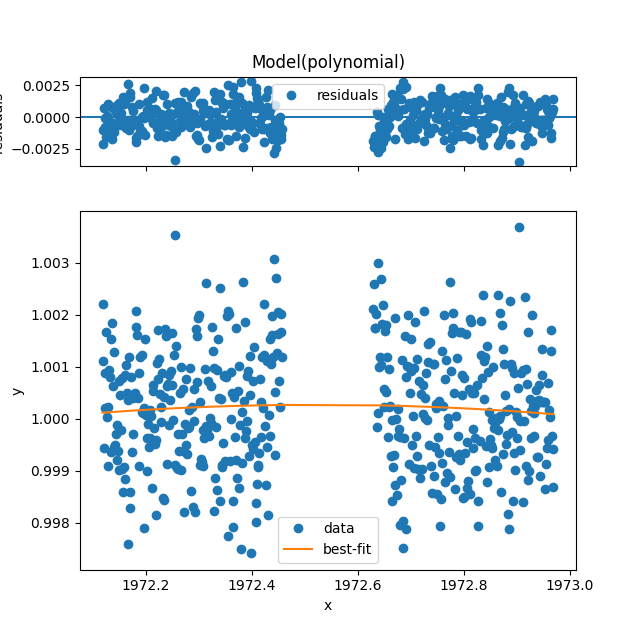 Model(polynomial)
0.0025
0.0000
−0.0025
residuals
1.003
1.002
1.001
1.000
0.999
0.998
y
data
best-fit
1972.2
1972.4
1972.6
1972.8
1973.0
x